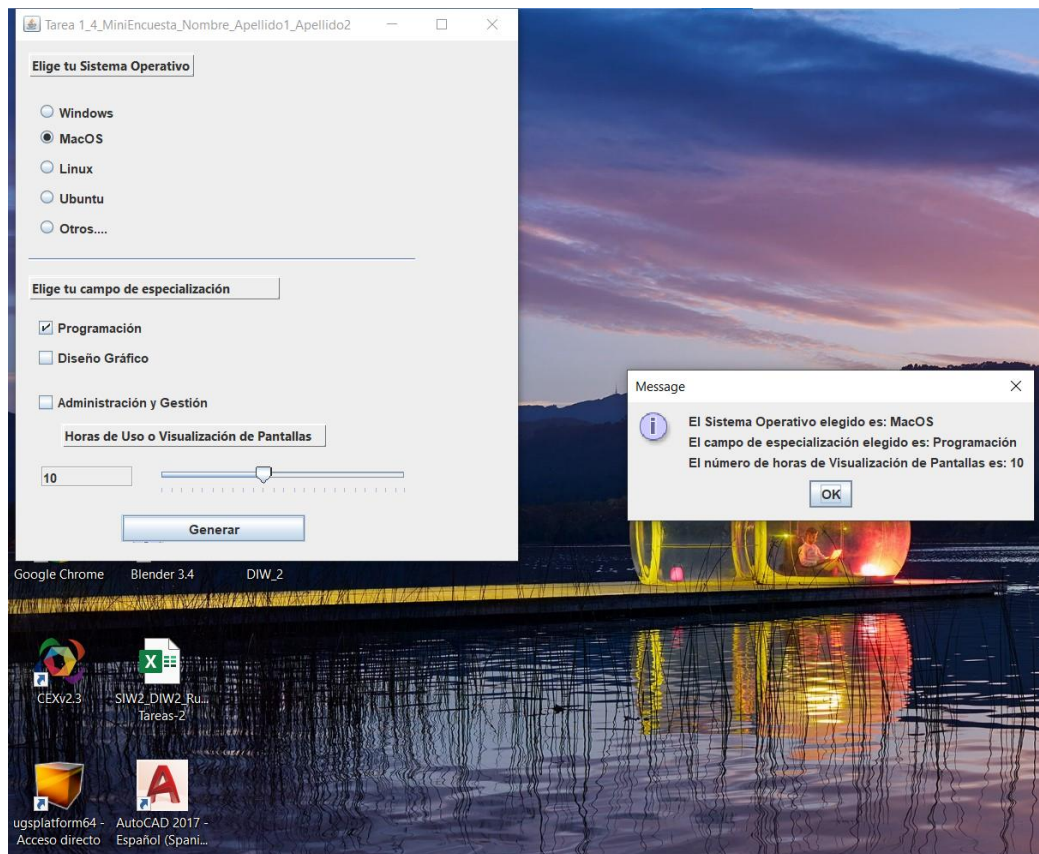 Tarea 1_4_MiniEncuesta_Nombre_Apellido1_Apellido2
Elige tu Sistema Operativo
Windows
MacOS
Linux
Ubuntu
Otros....
Elige tu campo de especialización
Programación
Diseño Gráfico
Administración y Gestión
Horas de Uso o Visualización de Pantallas
10
Generar
Message
El Sistema Operativo elegido es: MacOS
El campo de especialización elegido es: Programación
El número de horas de Visualización de Pantallas es: 10
OK
Google Chrome
Blender 3.4
DIW_2
CEXv2.3
SIW2_DIW2_Ru...
Tareas-2
ugsplatform64 -
Acceso directo
AutoCAD 2017 -
Español (Spani...